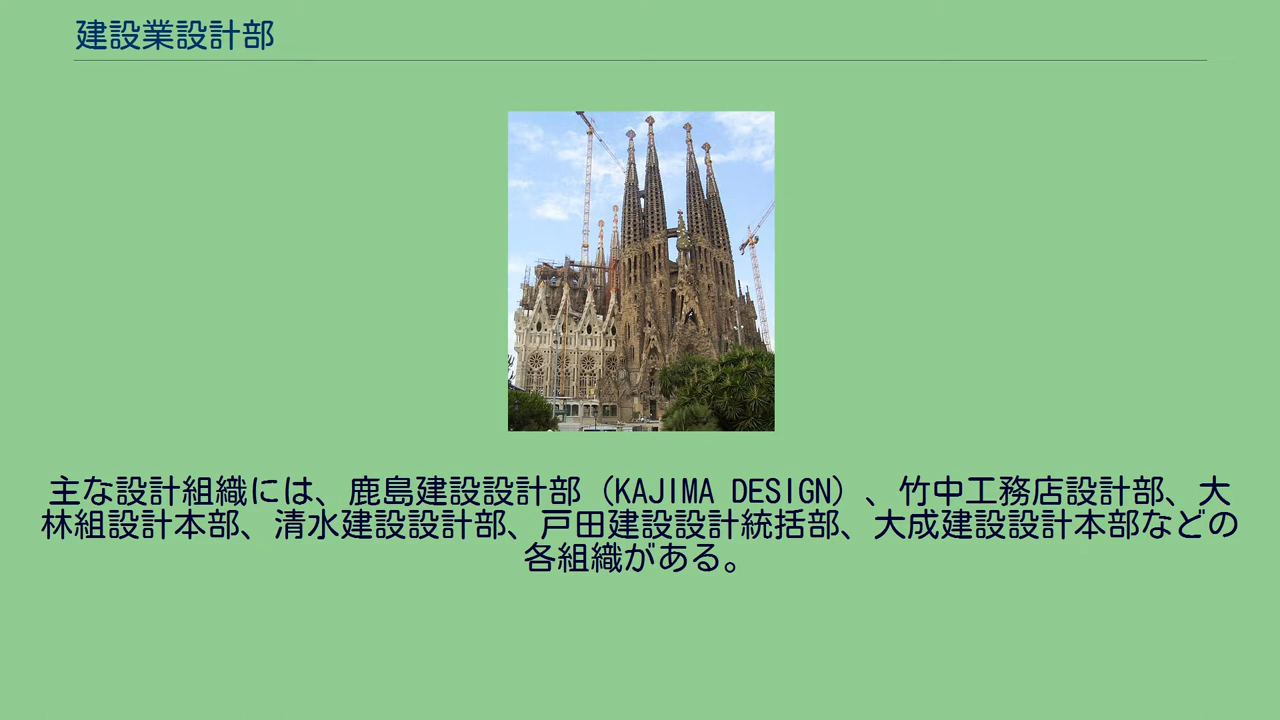 建設業設計部
主な設計組織には、鹿島建設設計部（KAJIMA DESIGN）、竹中工務店設計部、大
林組設計本部、清水建設設計部、戸田建設設計統括部、大成建設設計本部などの
各組織がある。